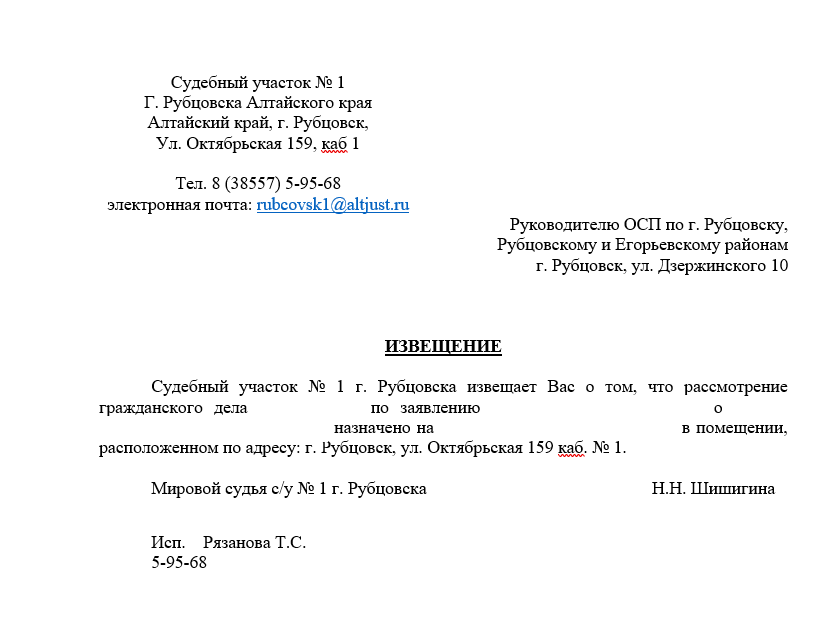 Судебный участок № 1
Г. Рубцовска Алтайского края
Алтайский край, г. Рубцовск,
Ул. Октябрьская 159, каб 1
Тел. 8 (38557) 5-95-68
электронная почта: rubcovsk1@altjust.ru
Руководителю ОСП по г. Рубцовску,
Рубцовскому и Егорьевскому районам
г. Рубцовск, ул. Дзержинского 10
ИЗВЕЩЕНИЕ
Судебный участок № 1 г. Рубцовска извещает Вас о том, что рассмотрение
гражданского дела по заявлению о
назначено на в помещении,
расположенном по адресу: г. Рубцовск, ул. Октябрьская 159 каб. № 1.
Мировой судья с/у № 1 г. Рубцовска Н.Н. Шишигина
Исп. Рязанова Т.С.
5-95-68